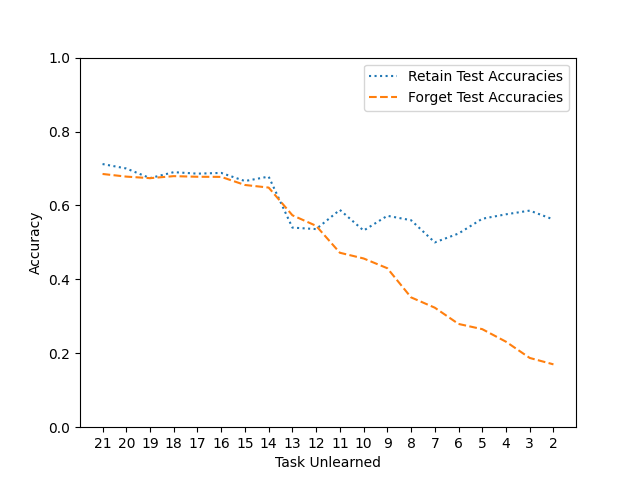 1.0
0.8
0.6
0.4
0.2
0.0
Accuracy
Retain Test Accuracies
Forget Test Accuracies
21 20 19 18 17 16 15 14 13 12 11 10 9 8 7 6 5 4 3 2
Task Unlearned